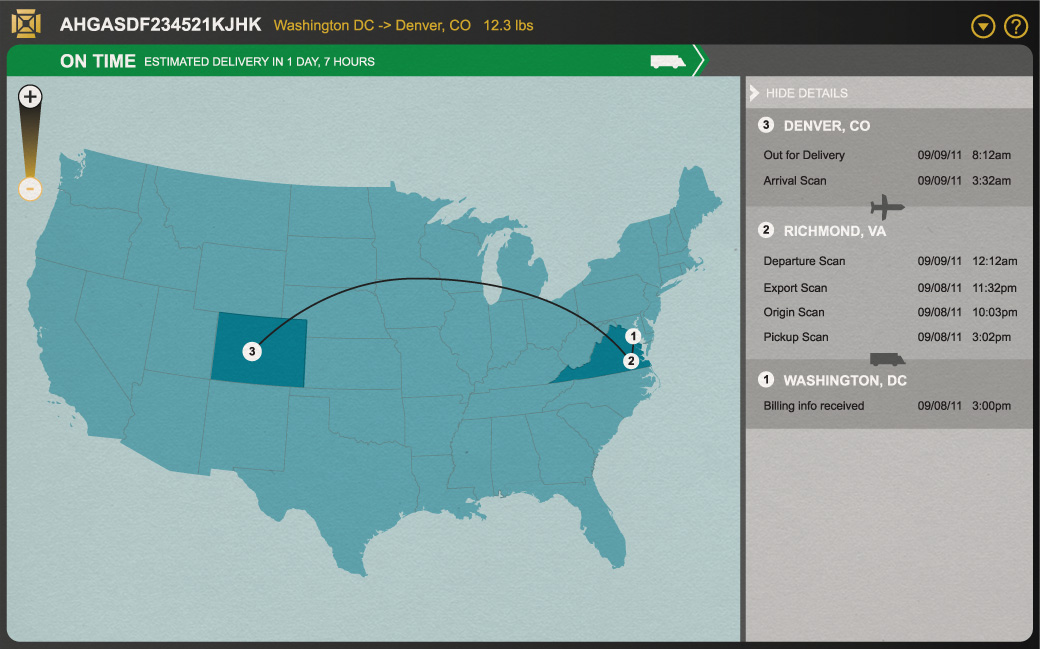 AHGASDF234521KJHK Washington DC -> Denver, CO 12.3 lbs
?
ON TIME ESTIMATED DELIVERY IN 1 DAY, 7 HOURS
+
-
HIDE DETAILS
3 DENVER, CO
Out for Delivery 09/09/11 8:12am
Arrival Scan 09/09/11 3:32am
2 RICHMOND, VA
Departure Scan 09/09/11 12:12am
Export Scan 09/08/11 11:32pm
Origin Scan 09/08/11 10:03pm
Pickup Scan 09/08/11 3:02pm
1 WASHINGTON, DC
Billing info received 09/08/11 3:00pm
1
3
2